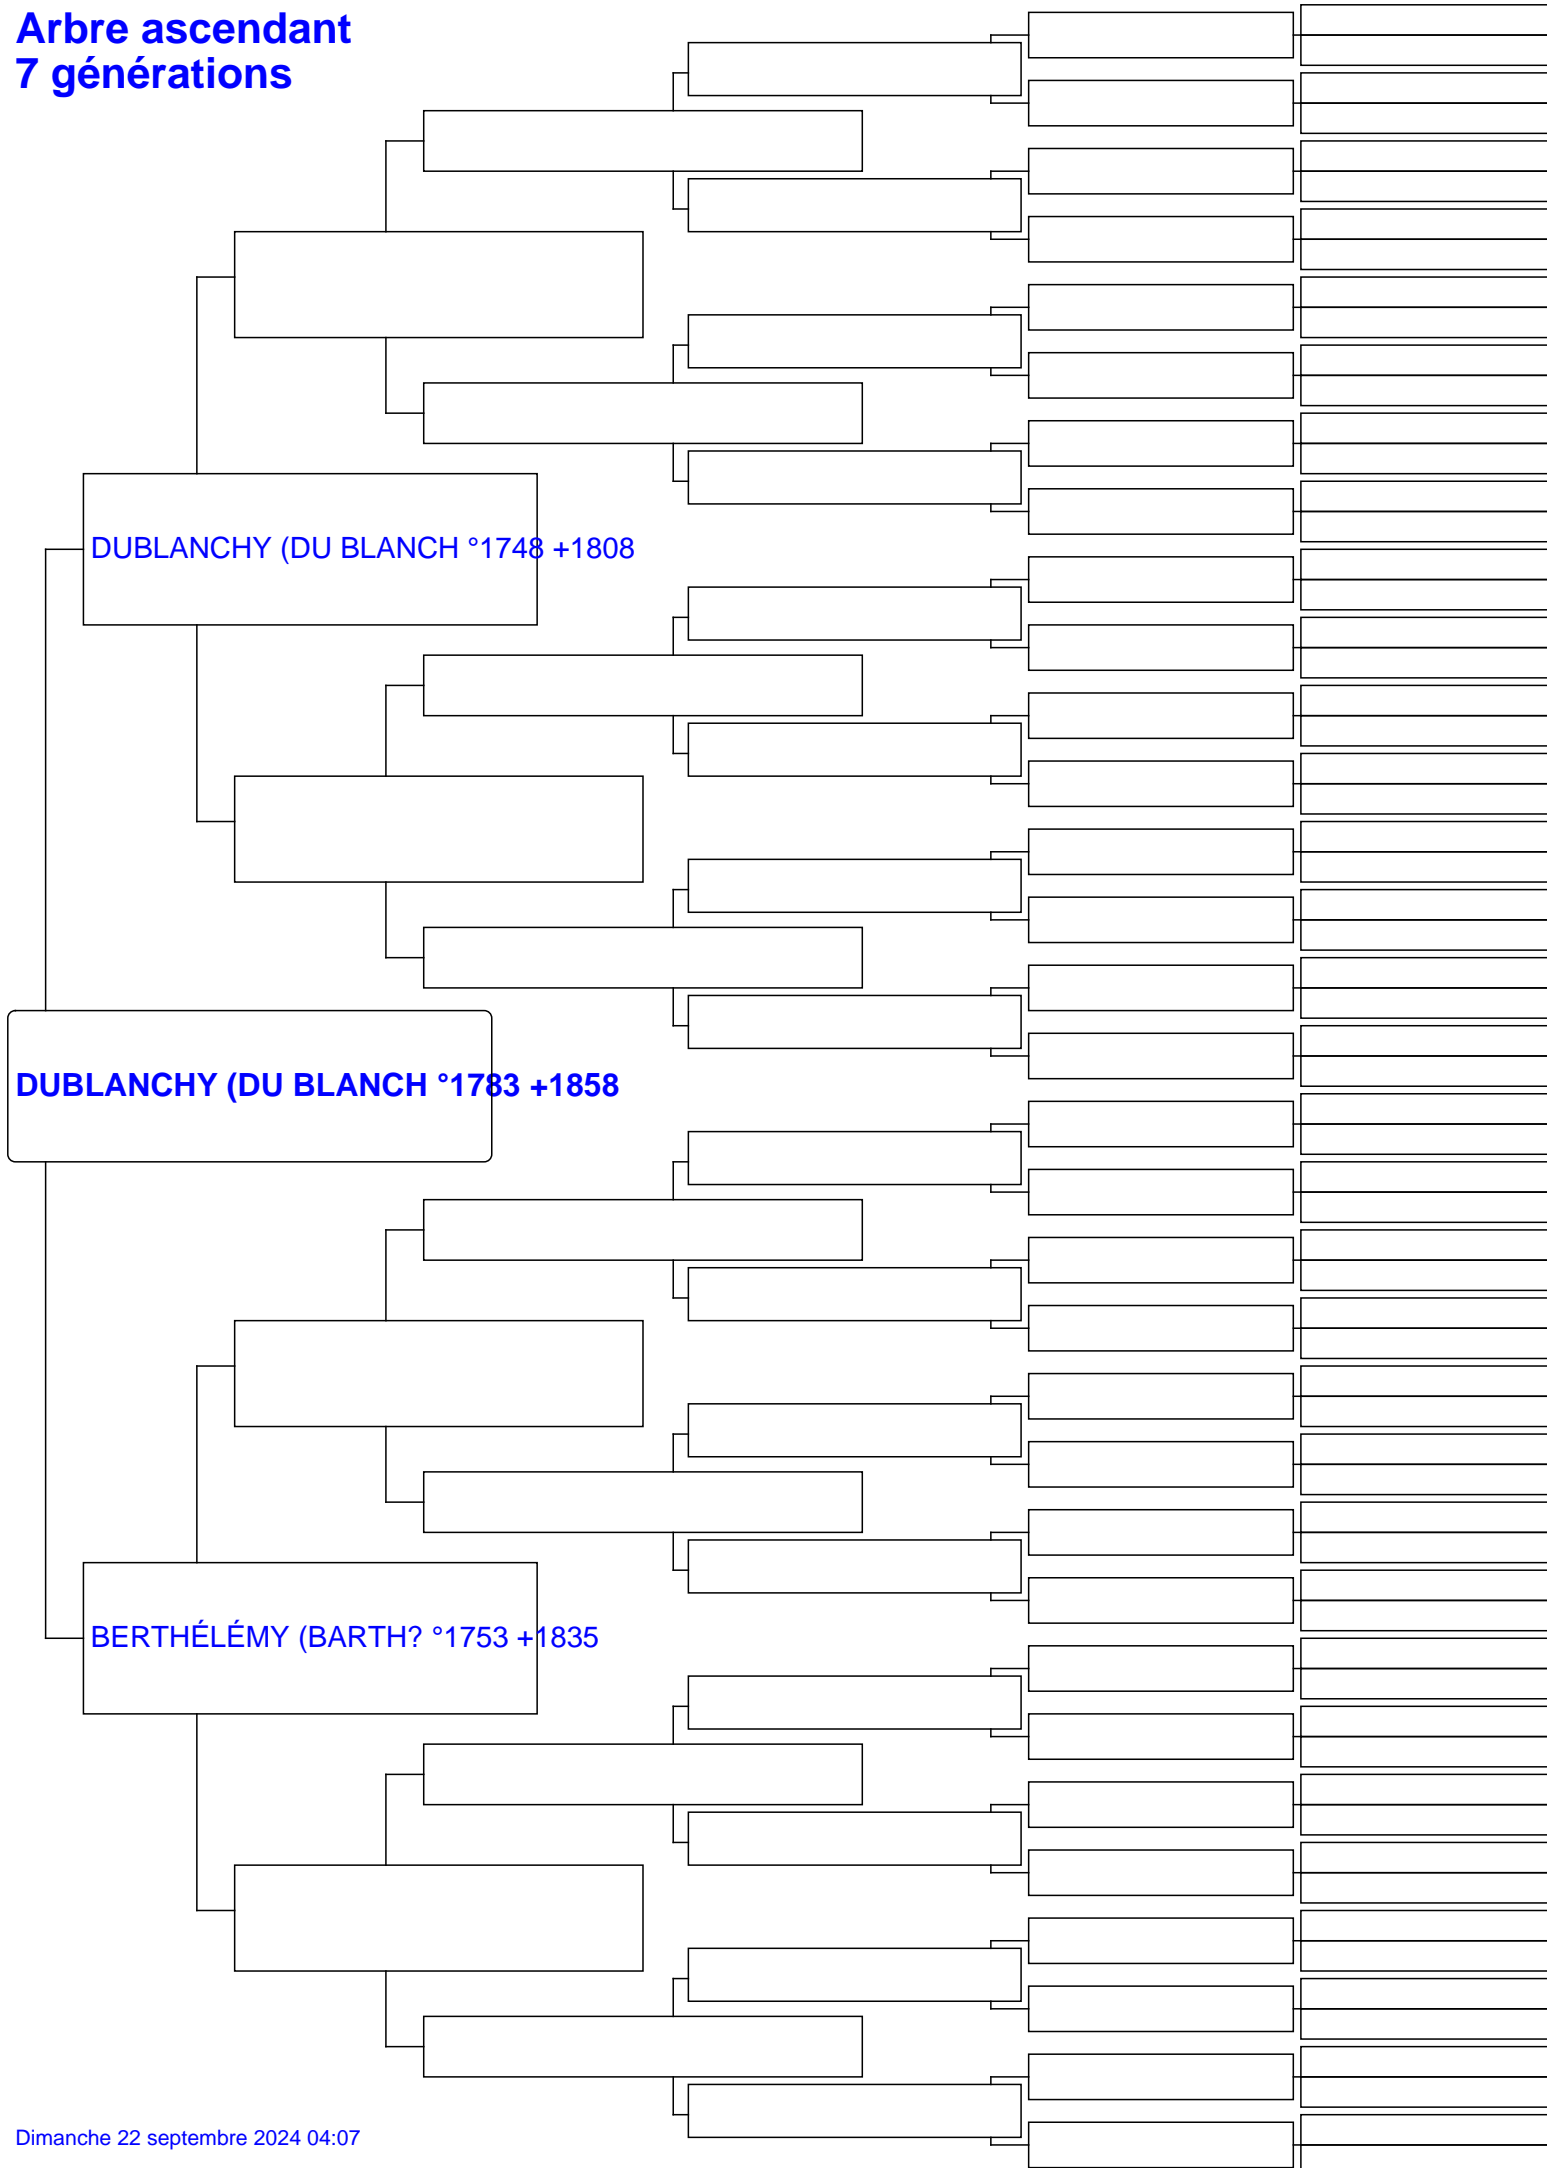 Arbre ascendant
7 générations
DUBLANCHY (DU BLANCH °1748 +1808
DUBLANCHY (DU BLANCH °1783 +1858
BERTHÉLÉMY (BARTH? °1753 +1835
Dimanche 22 septembre 2024 04:07